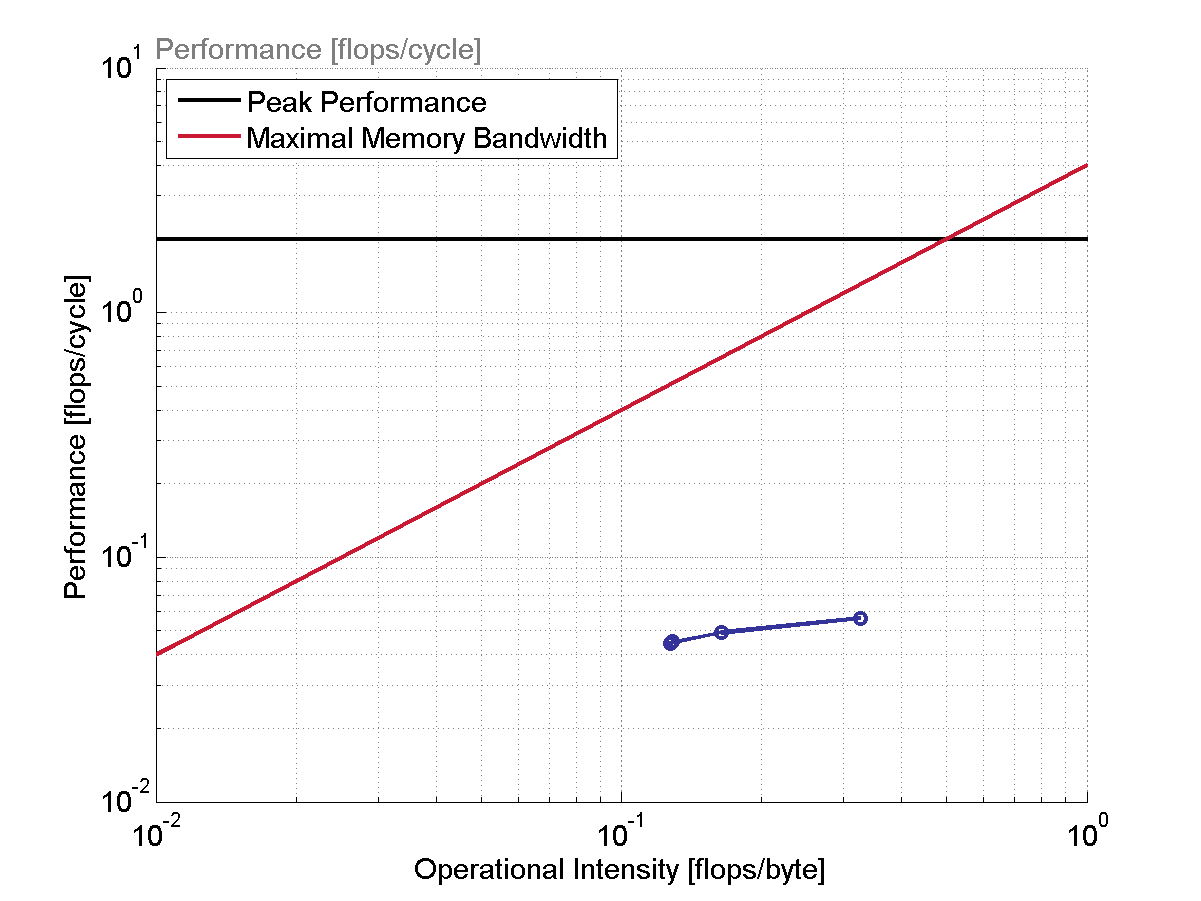 Performance [flops/cycle]
10^1
Peak Performance
Maximal Memory Bandwidth
10^0
Performance [flops/cycle]
10^-1
10^-2
10^-2
10^-1
10^0
Operational Intensity [flops/byte]